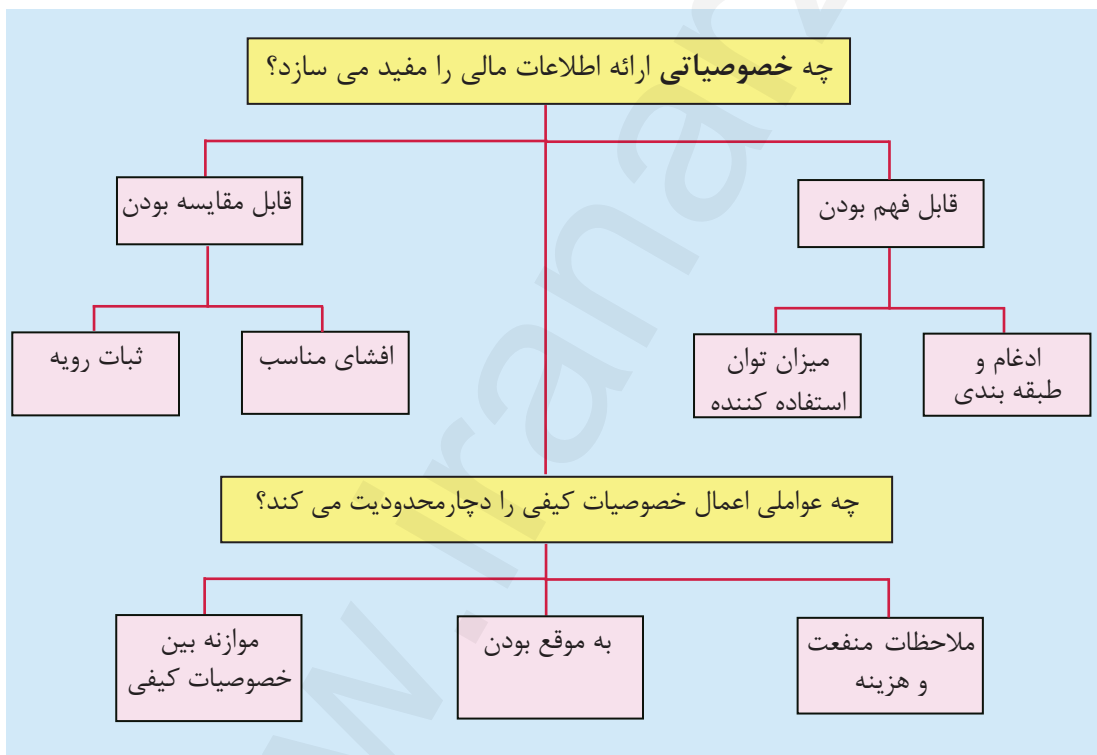 چه خصوصیاتی ارائه اطلاعات مالی را مفید می سازد؟
قابل فهم بودن
قابل مقایسه بودن
ادغام و
طبقه بندی
میزان توان
استفاده کننده
افشای مناسب
ثبات رویه
چه عواملی اعمال خصوصیات کیفی را دچارمحدودیت می کند؟
ملاحظات منفعت
و هزینه
به موقع بودن
موازنه بین
خصوصیات کیفی